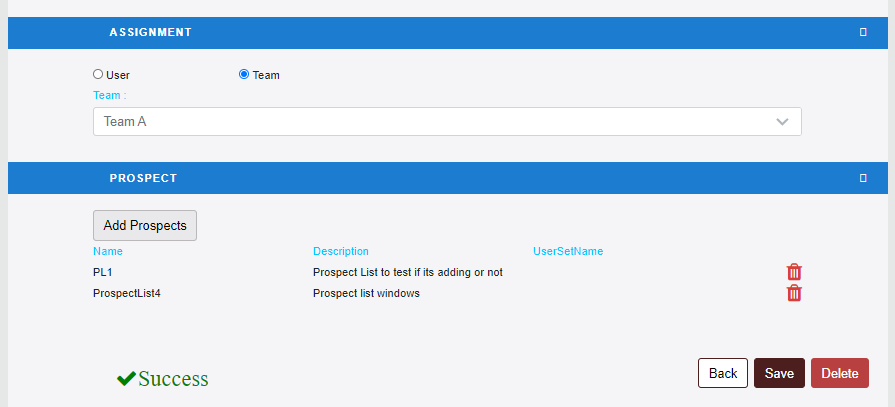 ASSIGNMENT
User Team
Team :
Team A
PROSPECT
Add Prospects
Name Description UserSetName
PL1 Prospect List to test if its adding or not
ProspectList4 Prospect list windows
Success Back Save Delete